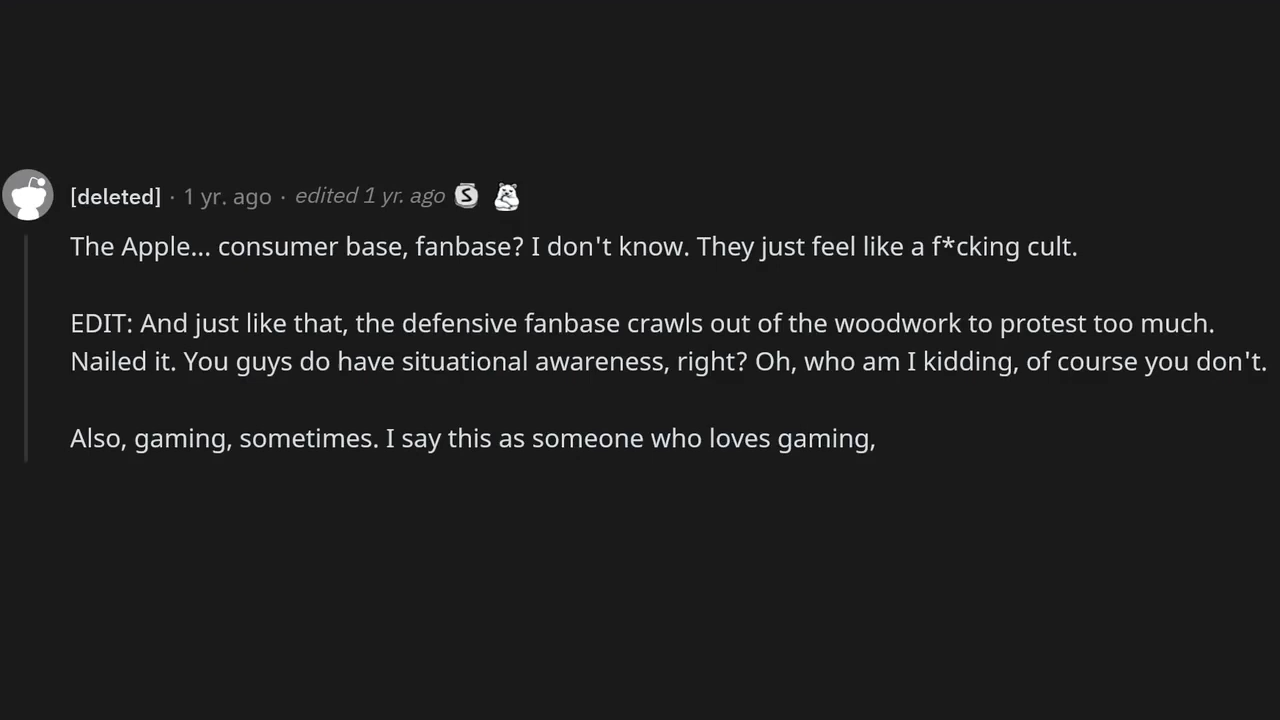 [deleted] · 1 yr. ago · edited 1 yr. ago S
The Apple... consumer base, fanbase? I don't know. They just feel like a f*cking cult.
EDIT: And just like that, the defensive fanbase crawls out of the woodwork to protest too much.
Nailed it. You guys do have situational awareness, right? Oh, who am I kidding, of course you don't.
Also, gaming, sometimes. I say this as someone who loves gaming,